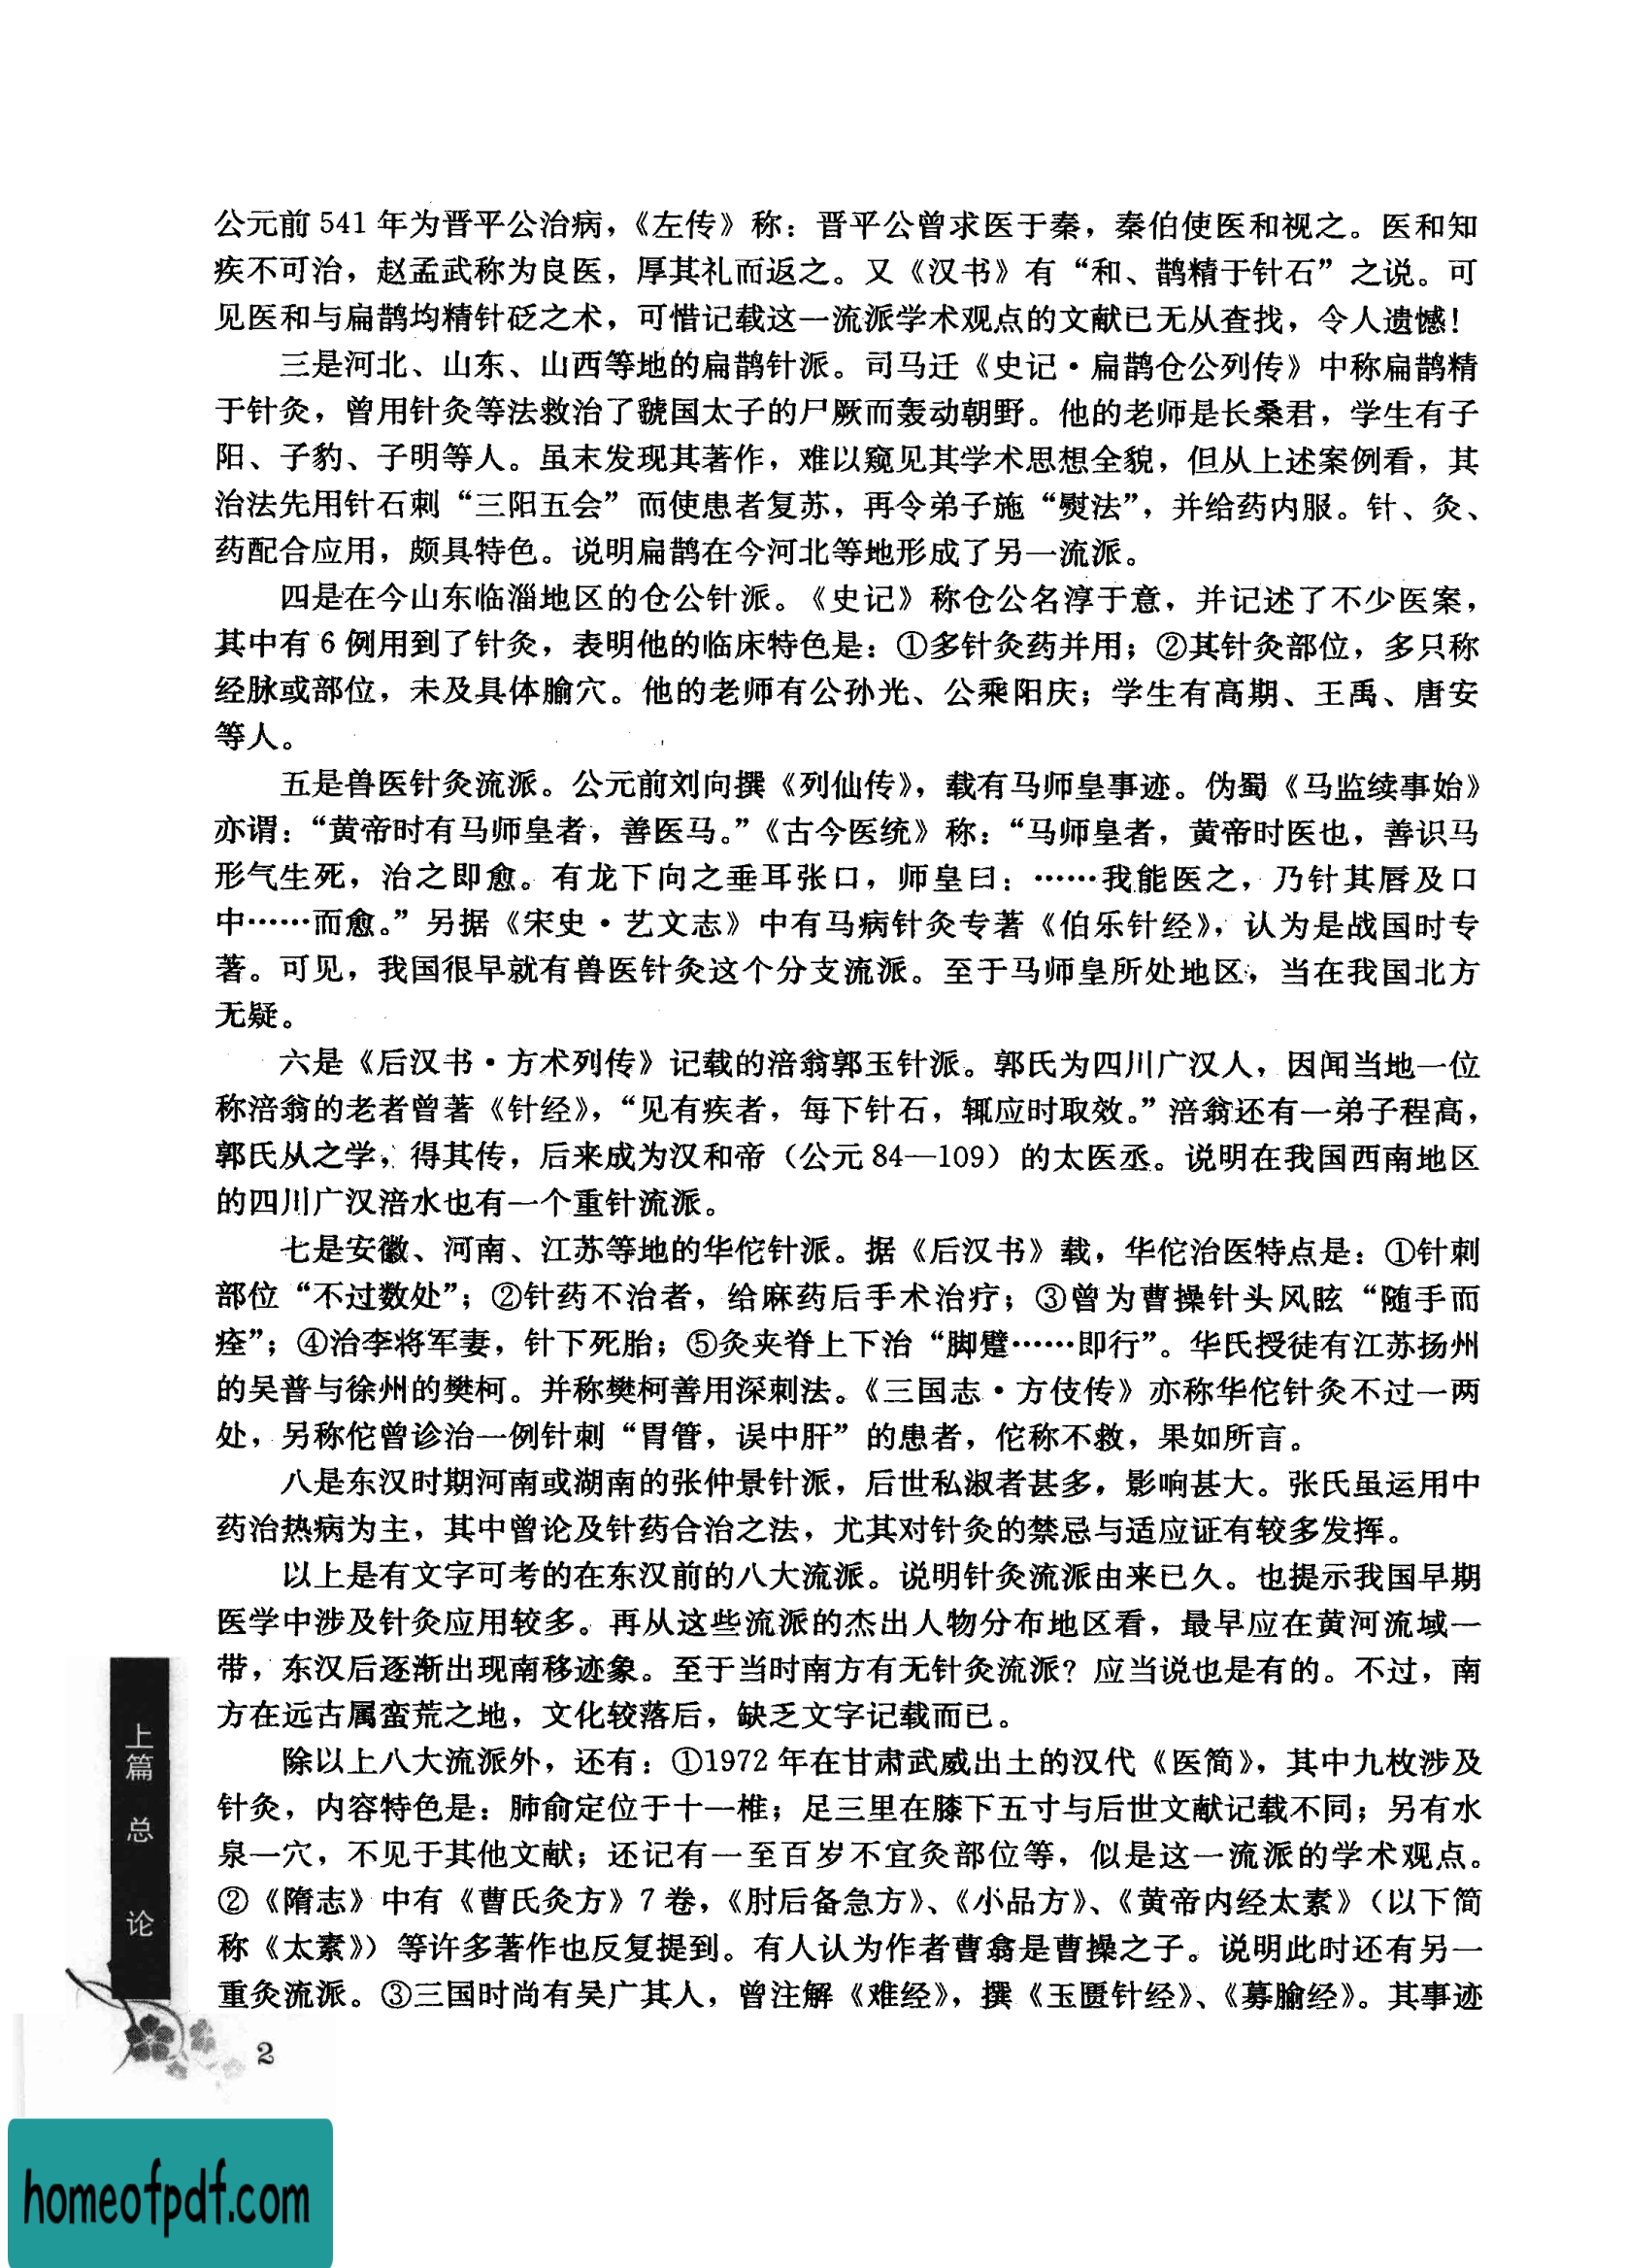 公元前 541 年为晋平公治病，《左传》称：晋平公曾求医于秦，秦伯使医和视之。医和知
疾不可治，赵孟武称为良医，厚其礼而返之。又《汉书》有“和、鹊精于针石”之说。可
见医和与扁鹊均精针砭之术，可惜记载这一流派学术观点的文献已无从查找，令人遗憾！
三是河北、山东、山西等地的扁鹊针派。司马迁《史记·扁鹊仓公列传》中称扁鹊精
于针灸，曾用针灸等法救治了虢国太子的尸厥而轰动朝野。他的老师是长桑君，学生有子
阳、子豹、子明等人。虽末发现其著作，难以窥见其学术思想全貌，但从上述案例看，其
治法先用针石刺“三阳五会”而使患者复苏，再令弟子施“熨法”，并给药内服。针、灸、
药配合应用，颇具特色。说明扁鹊在今河北等地形成了另一流派。
四是在今山东临淄地区的仓公针派。《史记》称仓公名淳于意，并记述了不少医案，
其中有 6 例用到了针灸，表明他的临床特色是：①多针灸药并用；②其针灸部位，多只称
经脉或部位，未及具体腧穴。他的老师有公孙光、公乘阳庆；学生有高期、王禹、唐安
等人。
五是兽医针灸流派。公元前刘向撰《列仙传》，载有马师皇事迹。伪蜀《马监续事始》
亦谓：“黄帝时有马师皇者，善医马。”《古今医统》称：“马师皇者，黄帝时医也，善识马
形气生死，治之即愈。有龙下向之垂耳张口，师皇曰：……我能医之，乃针其唇及口
中……而愈。”另据《宋史·艺文志》中有马病针灸专著《伯乐针经》，认为是战国时专
著。可见，我国很早就有兽医针灸这个分支流派。至于马师皇所处地区，当在我国北方
无疑。
六是《后汉书·方术列传》记载的涪翁郭玉针派。郭氏为四川广汉人，因闻当地一位
称涪翁的老者曾著《针经》，“见有疾者，每下针石，辄应时取效。”涪翁还有一弟子程高，
郭氏从之学，得其传，后来成为汉和帝（公元 84—109）的太医丞。说明在我国西南地区
的四川广汉涪水也有一个重针流派。
七是安徽、河南、江苏等地的华佗针派。据《后汉书》载，华佗治医特点是：①针刺
部位“不过数处”；②针药不治者，给麻药后手术治疗；③曾为曹操针头风眩“随手而
痊”；④治李将军妻，针下死胎；⑤灸夹脊上下治“脚躄……即行”。华氏授徒有江苏扬州
的吴普与徐州的樊柯。并称樊柯善用深刺法。《三国志·方伎传》亦称华佗针灸不过一两
处，另称佗曾诊治一例针刺“胃管，误中肝”的患者，佗称不救，果如所言。
八是东汉时期河南或湖南的张仲景针派，后世私淑者甚多，影响甚大。张氏虽运用中
药治热病为主，其中曾论及针药合治之法，尤其对针灸的禁忌与适应证有较多发挥。
以上是有文字可考的在东汉前的八大流派。说明针灸流派由来已久。也提示我国早期
医学中涉及针灸应用较多。再从这些流派的杰出人物分布地区看，最早应在黄河流域一
带，东汉后逐渐出现南移迹象。至于当时南方有无针灸流派？应当说也是有的。不过，南
方在远古属蛮荒之地，文化较落后，缺乏文字记载而已。
除以上八大流派外，还有：①1972 年在甘肃武威出土的汉代《医简》，其中九枚涉及
针灸，内容特色是：肺俞定位于十一椎；足三里在膝下五寸与后世文献记载不同；另有水
泉一穴，不见于其他文献；还记有一至百岁不宜灸部位等，似是这一流派的学术观点。
②《隋志》中有《曹氏灸方》7 卷，《肘后备急方》、《小品方》、《黄帝内经太素》（以下简
称《太素》）等许多著作也反复提到。有人认为作者曹翕是曹操之子。说明此时还有另一
重灸流派。③三国时尚有吴广其人，曾注解《难经》，撰《玉匮针经》、《募腧经》。其事迹
上篇 总 论
2
homeofpdf.com